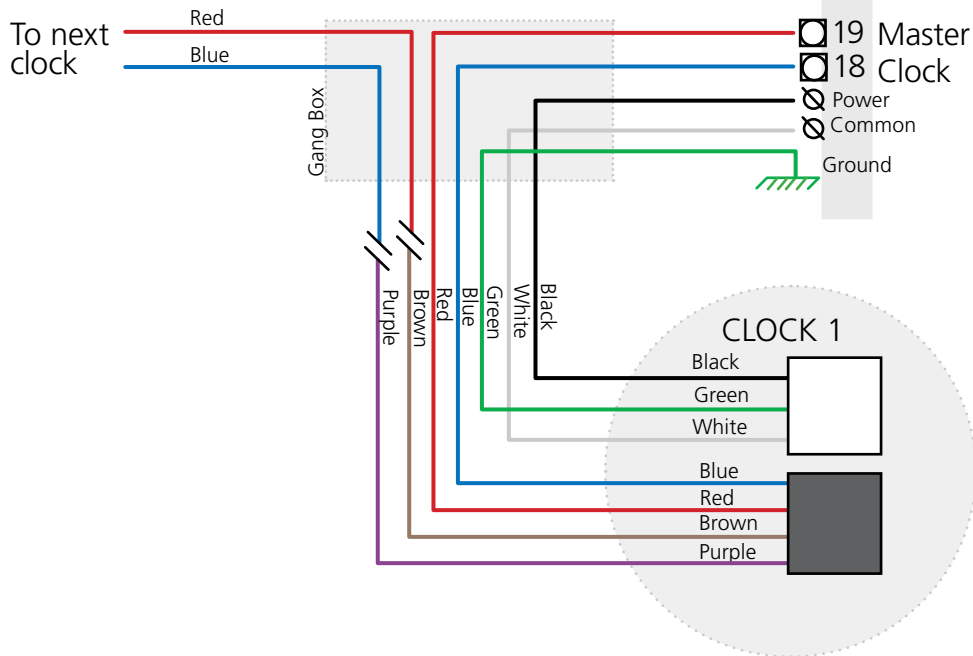 To next
clock
Red
Blue
Gang Box
19 Master
18 Clock
Power
Common
Ground
Purple
Brown
Red
Blue
Green
White
Black
CLOCK 1
Black
Green
White
Blue
Red
Brown
Purple